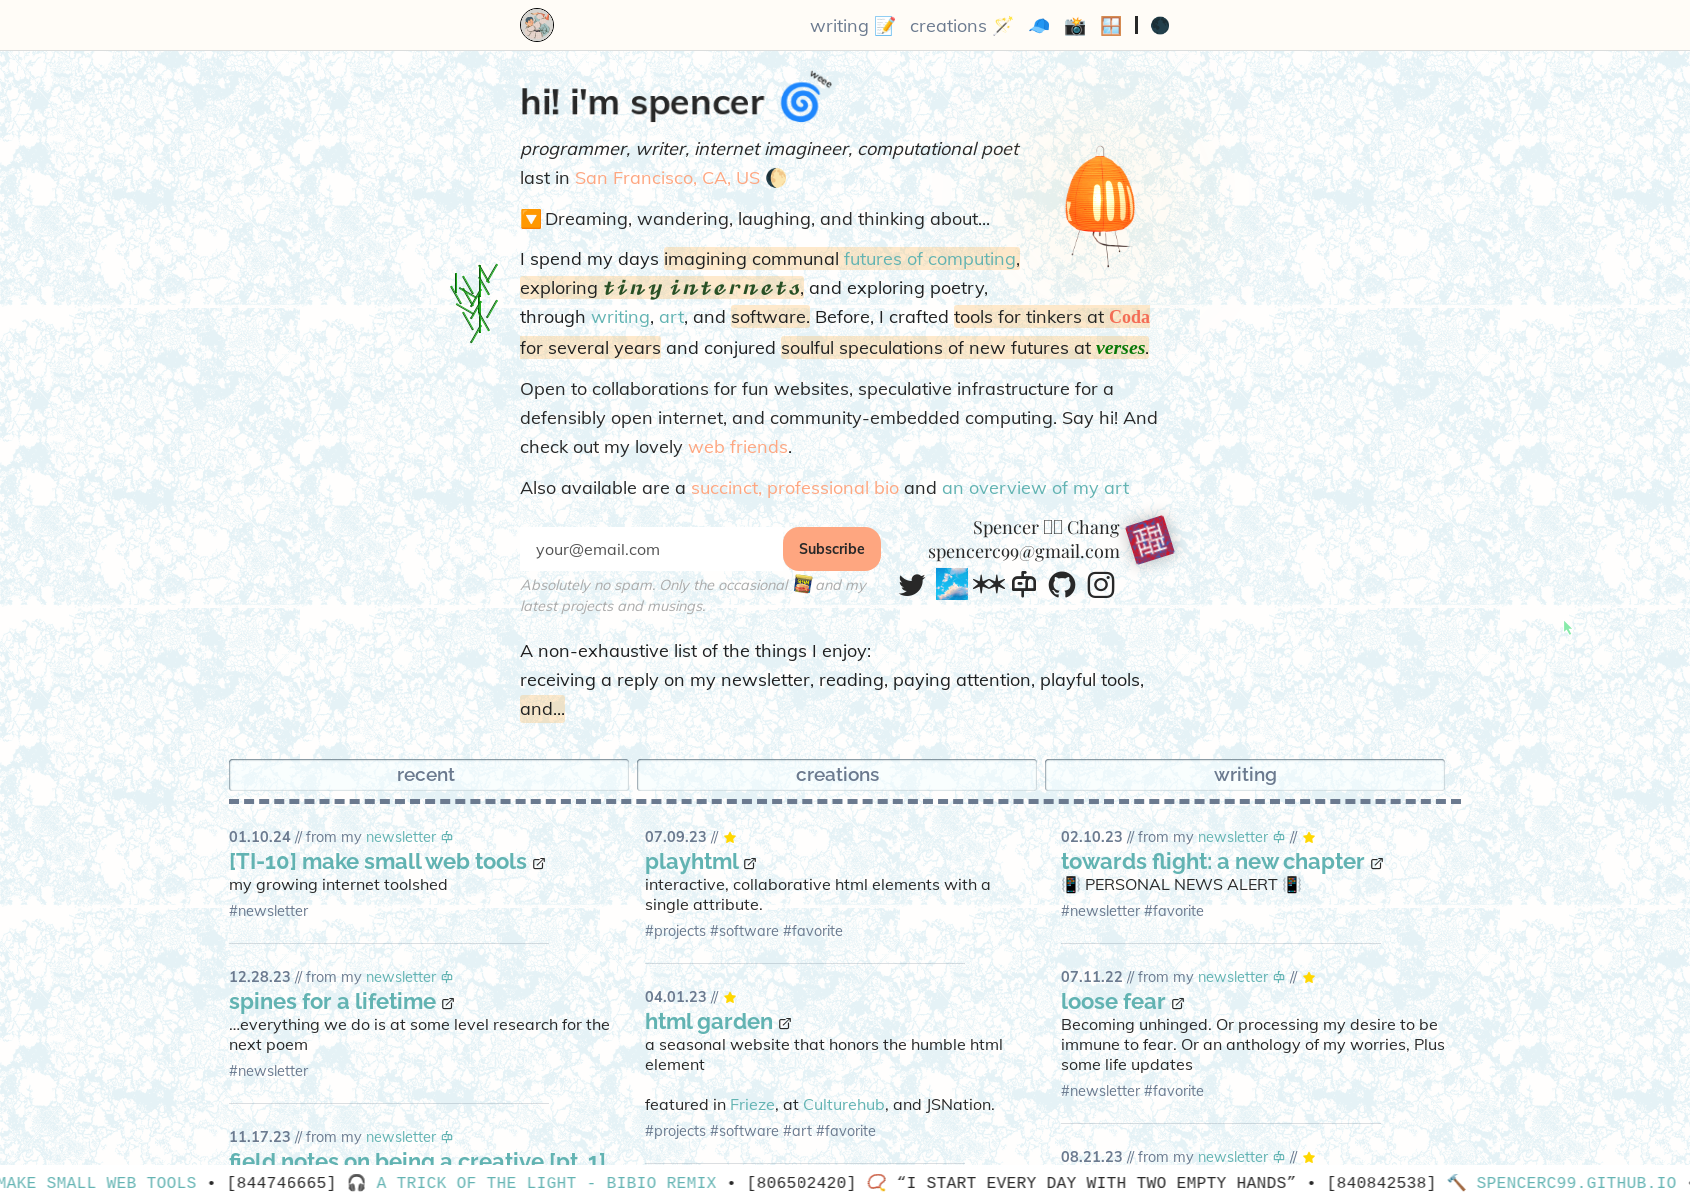 writing 📝 creations 🪄 🧢 📸 🪟 | 🌑
hi! i'm spencer 🌀 weee
programmer, writer, internet imagineer, computational poet
last in San Francisco, CA, US 🌔
🔽 Dreaming, wandering, laughing, and thinking about...
I spend my days imagining communal futures of computing,
exploring tiny internets, and exploring poetry,
through writing, art, and software. Before, I crafted tools for tinkers at Coda
for several years and conjured soulful speculations of new futures at verses.
Open to collaborations for fun websites, speculative infrastructure for a
defensibly open internet, and community-embedded computing. Say hi! And
check out my lovely web friends.
Also available are a succinct, professional bio and an overview of my art
your@email.com
Subscribe
Absolutely no spam. Only the occasional and my
latest projects and musings.
Spencer Chang
spencerc99@gmail.com
A non-exhaustive list of the things I enjoy:
receiving a reply on my newsletter, reading, paying attention, playful tools,
and...
recent
creations
writing
01.10.24 // from my newsletter
[TI-10] make small web tools
my growing internet toolshed
#newsletter
12.28.23 // from my newsletter
spines for a lifetime
...everything we do is at some level research for the
next poem
#newsletter
11.17.23 // from my newsletter
field notes on being a creative [pt. 1]
07.09.23 // ⭐
playhtml
interactive, collaborative html elements with a
single attribute.
#projects #software #favorite
04.01.23 // ⭐
html garden
a seasonal website that honors the humble html
element
featured in Frieze, at Culturehub, and JSNation.
#projects #software #art #favorite
02.10.23 // from my newsletter // ⭐
towards flight: a new chapter
📳 PERSONAL NEWS ALERT 📳
#newsletter #favorite
07.11.22 // from my newsletter // ⭐
loose fear
Becoming unhinged. Or processing my desire to be
immune to fear. Or an anthology of my worries, Plus
some life updates
#newsletter #favorite
08.21.23 // from my newsletter // ⭐
MAKE SMALL WEB TOOLS • [844746665] 🎧 A TRICK OF THE LIGHT - BIBIO REMIX • [806502420] 📿 “I START EVERY DAY WITH TWO EMPTY HANDS” • [840842538] 🔨 SPENCERC99.GITHUB.IO